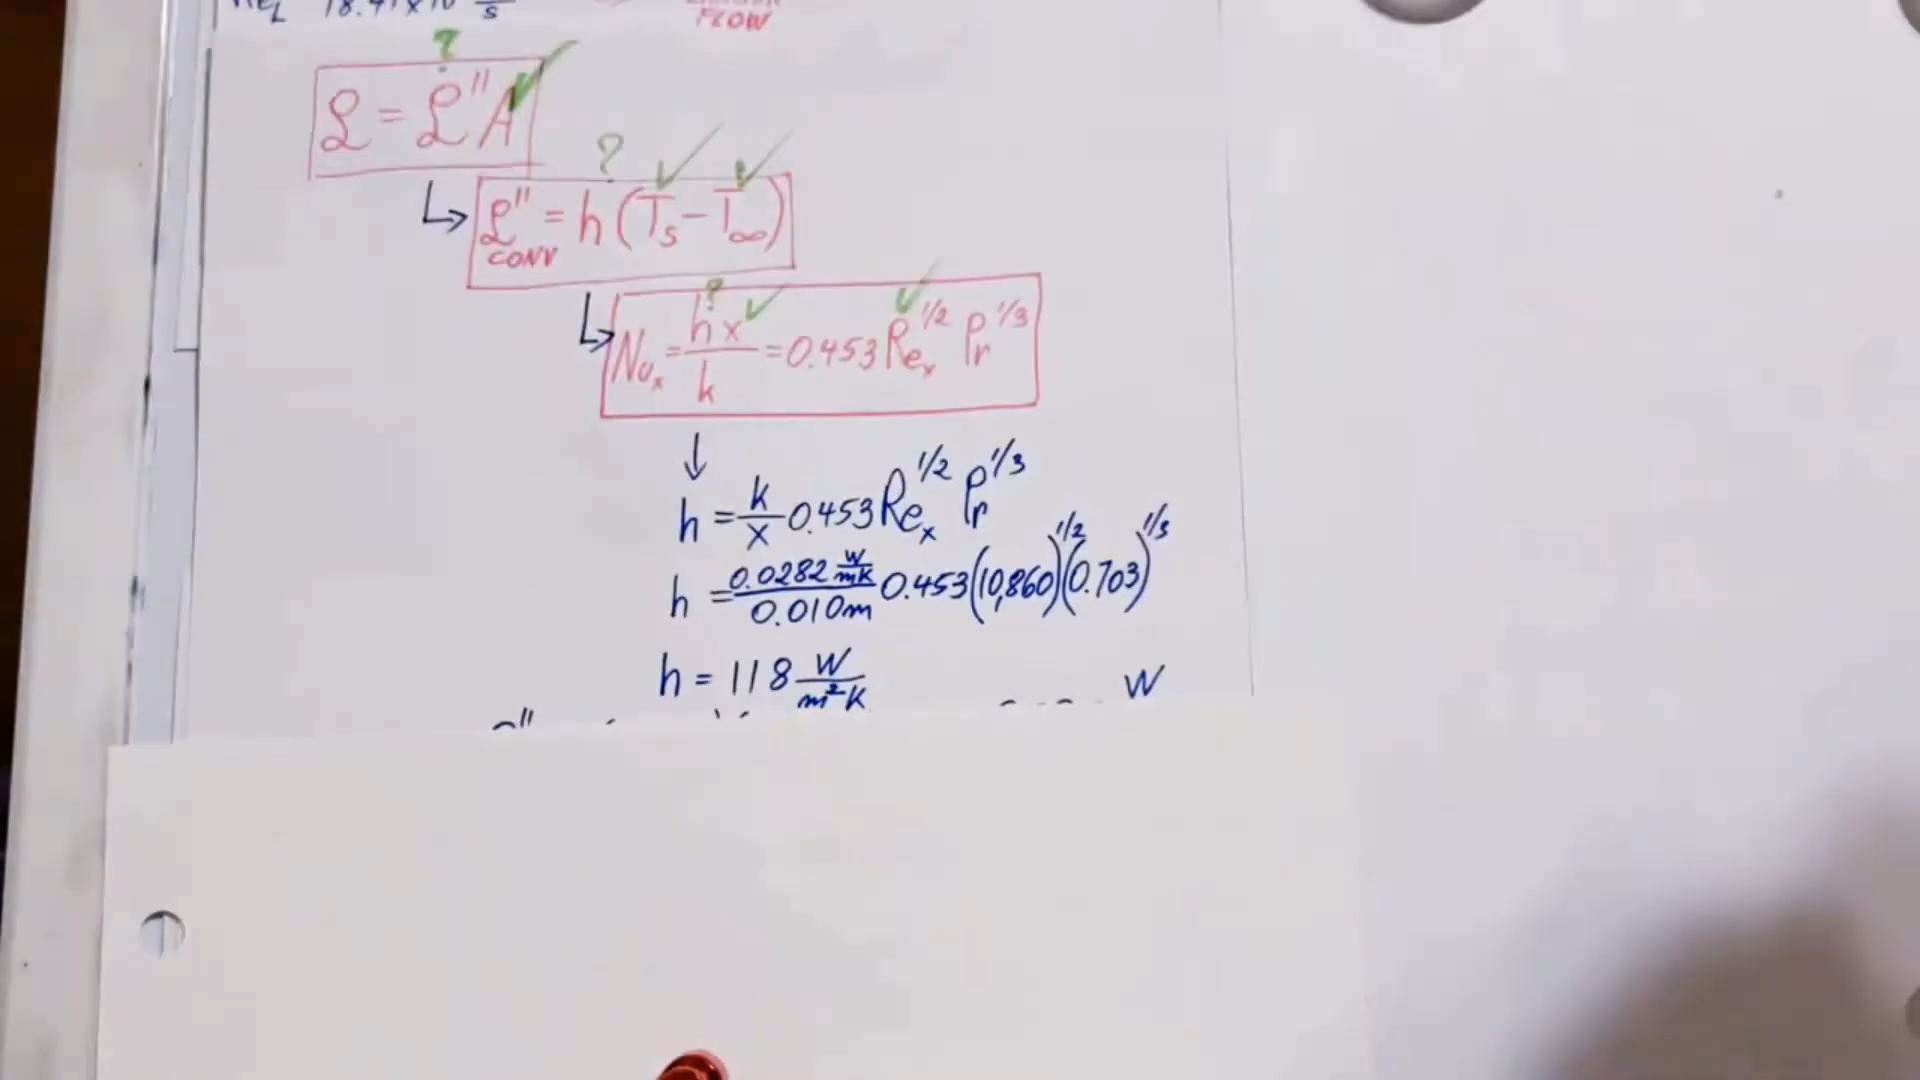 FLOW
?
q = q" A ✓
? ✓ ✓
↳ q"CONV = h (Ts − T∞)
? ✓ ✓
↳ Nuₓ = hx/k = 0.453 Reₓ^1/2 Pr^1/3
↓
h = k/x 0.453 Reₓ^1/2 Pr^1/3
h = 0.0282 W/mK / 0.010m 0.453 (10,860)^1/2 (0.703)^1/3
h = 118 W/m²K
W